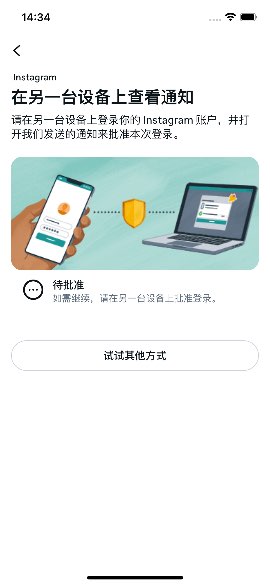 14:34
Instagram
在另一台设备上查看通知
请在另一台设备上登录你的 Instagram 账户，并打
开我们发送的通知来批准本次登录。
待批准
如需继续，请在另一台设备上批准登录。
试试其他方式